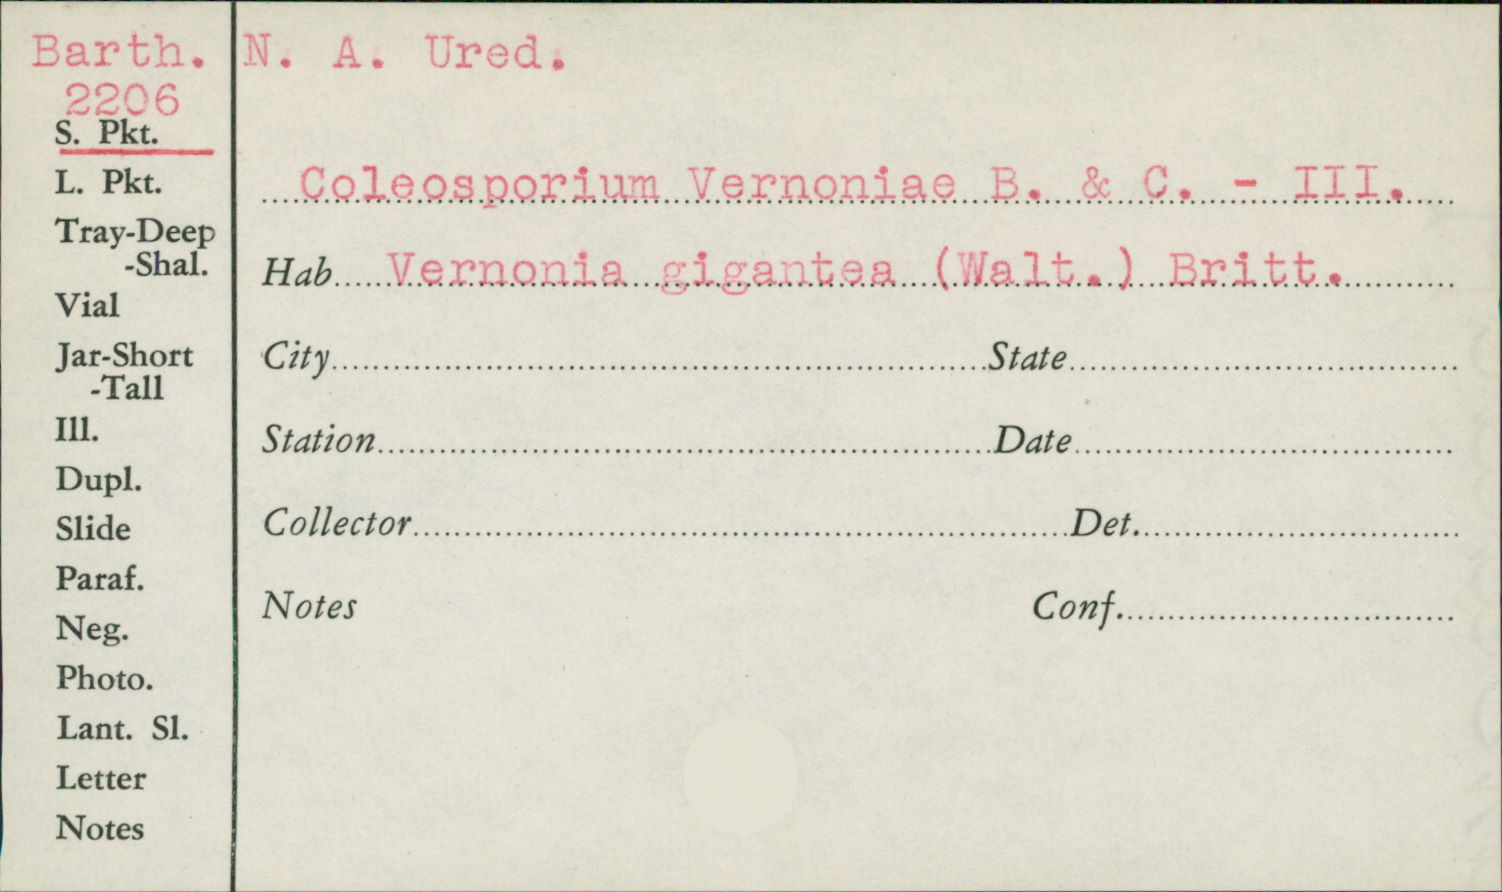 Barth. N. A. Ured.
2206
S. Pkt.
L. Pkt.
Tray-Deep
-Shal.
Vial
Jar-Short
-Tall
Ill.
Dupl.
Slide
Paraf.
Neg.
Photo.
Lant. Sl.
Letter
Notes
Coleosporium Vernoniae B. & C. - III.
Hab Vernonia gigantea (Walt.) Britt.
City State
Station Date
Collector Det.
Notes Conf.